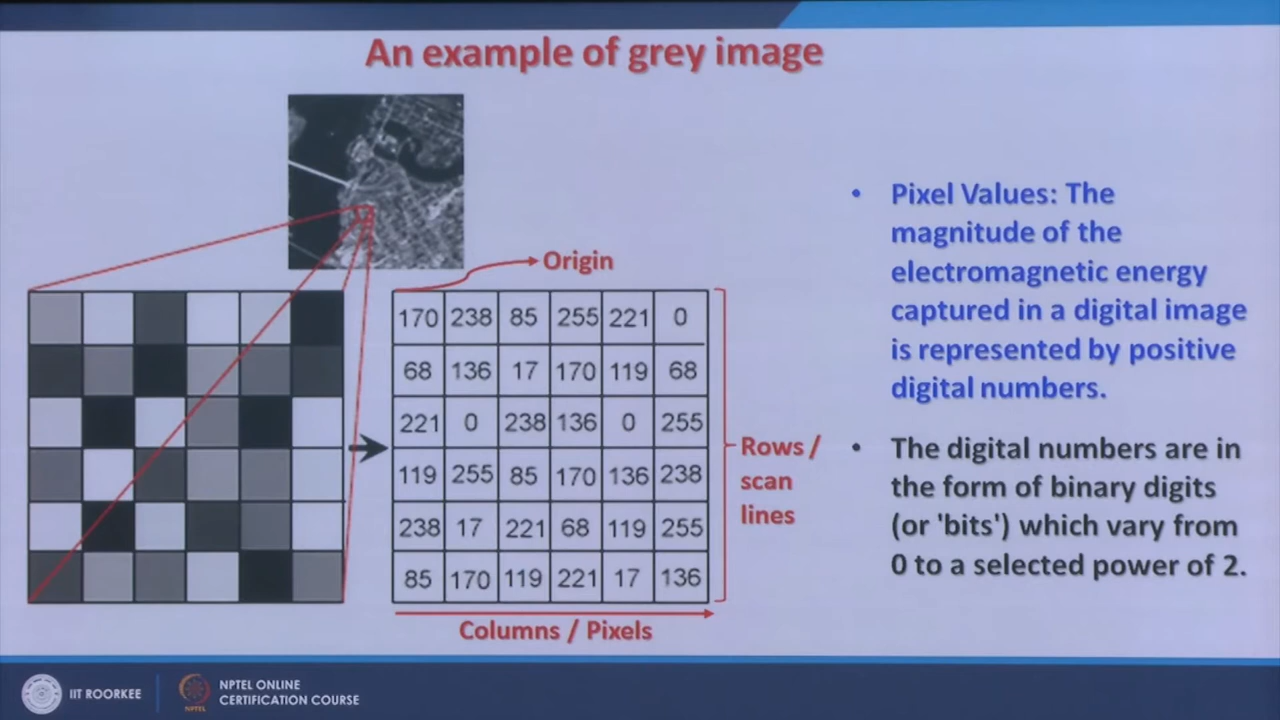 An example of grey image
Origin
170 238 85 255 221 0
68 136 17 170 119 68
221 0 238 136 0 255
119 255 85 170 136 238
238 17 221 68 119 255
85 170 119 221 17 136
Rows /
scan
lines
Columns / Pixels
• Pixel Values: The
magnitude of the
electromagnetic energy
captured in a digital image
is represented by positive
digital numbers.
• The digital numbers are in
the form of binary digits
(or 'bits') which vary from
0 to a selected power of 2.
IIT ROORKEE
NPTEL
NPTEL ONLINE
CERTIFICATION COURSE